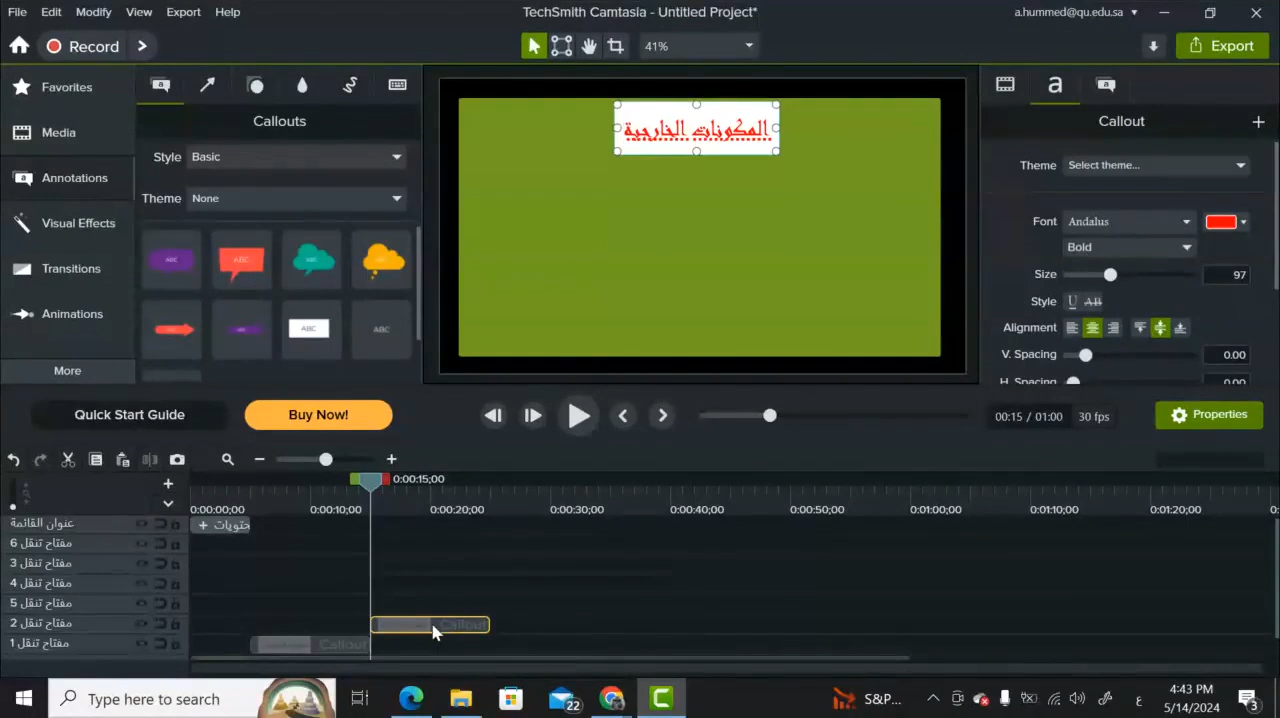 File Edit Modify View Export Help TechSmith Camtasia - Untitled Project* a.hummed@qu.edu.sa
Record 41% Export
Favorites
Media
Annotations
Visual Effects
Transitions
Animations
More
Callouts
Style Basic
Theme None
ABC ABC
ABC ABC
المكونات الخارجية
Callout
Theme Select theme...
Font Andalus
Bold
Size 97
Style U AB
Alignment
V. Spacing 0.00
H. Spacing 0.00
Quick Start Guide Buy Now! 00:15 / 01:00 30 fps Properties
0:00:15;00
0:00:00;00 0:00:10;00 0:00:20;00 0:00:30;00 0:00:40;00 0:00:50;00 0:01:00;00 0:01:10;00 0:01:20;00
عنوان القائمة
مفتاح تنقل 6
مفتاح تنقل 3
مفتاح تنقل 4
مفتاح تنقل 5
مفتاح تنقل 2 Callout
مفتاح تنقل 1 Callout
Type here to search 22 S&P... ع 4:43 PM
5/14/2024 3